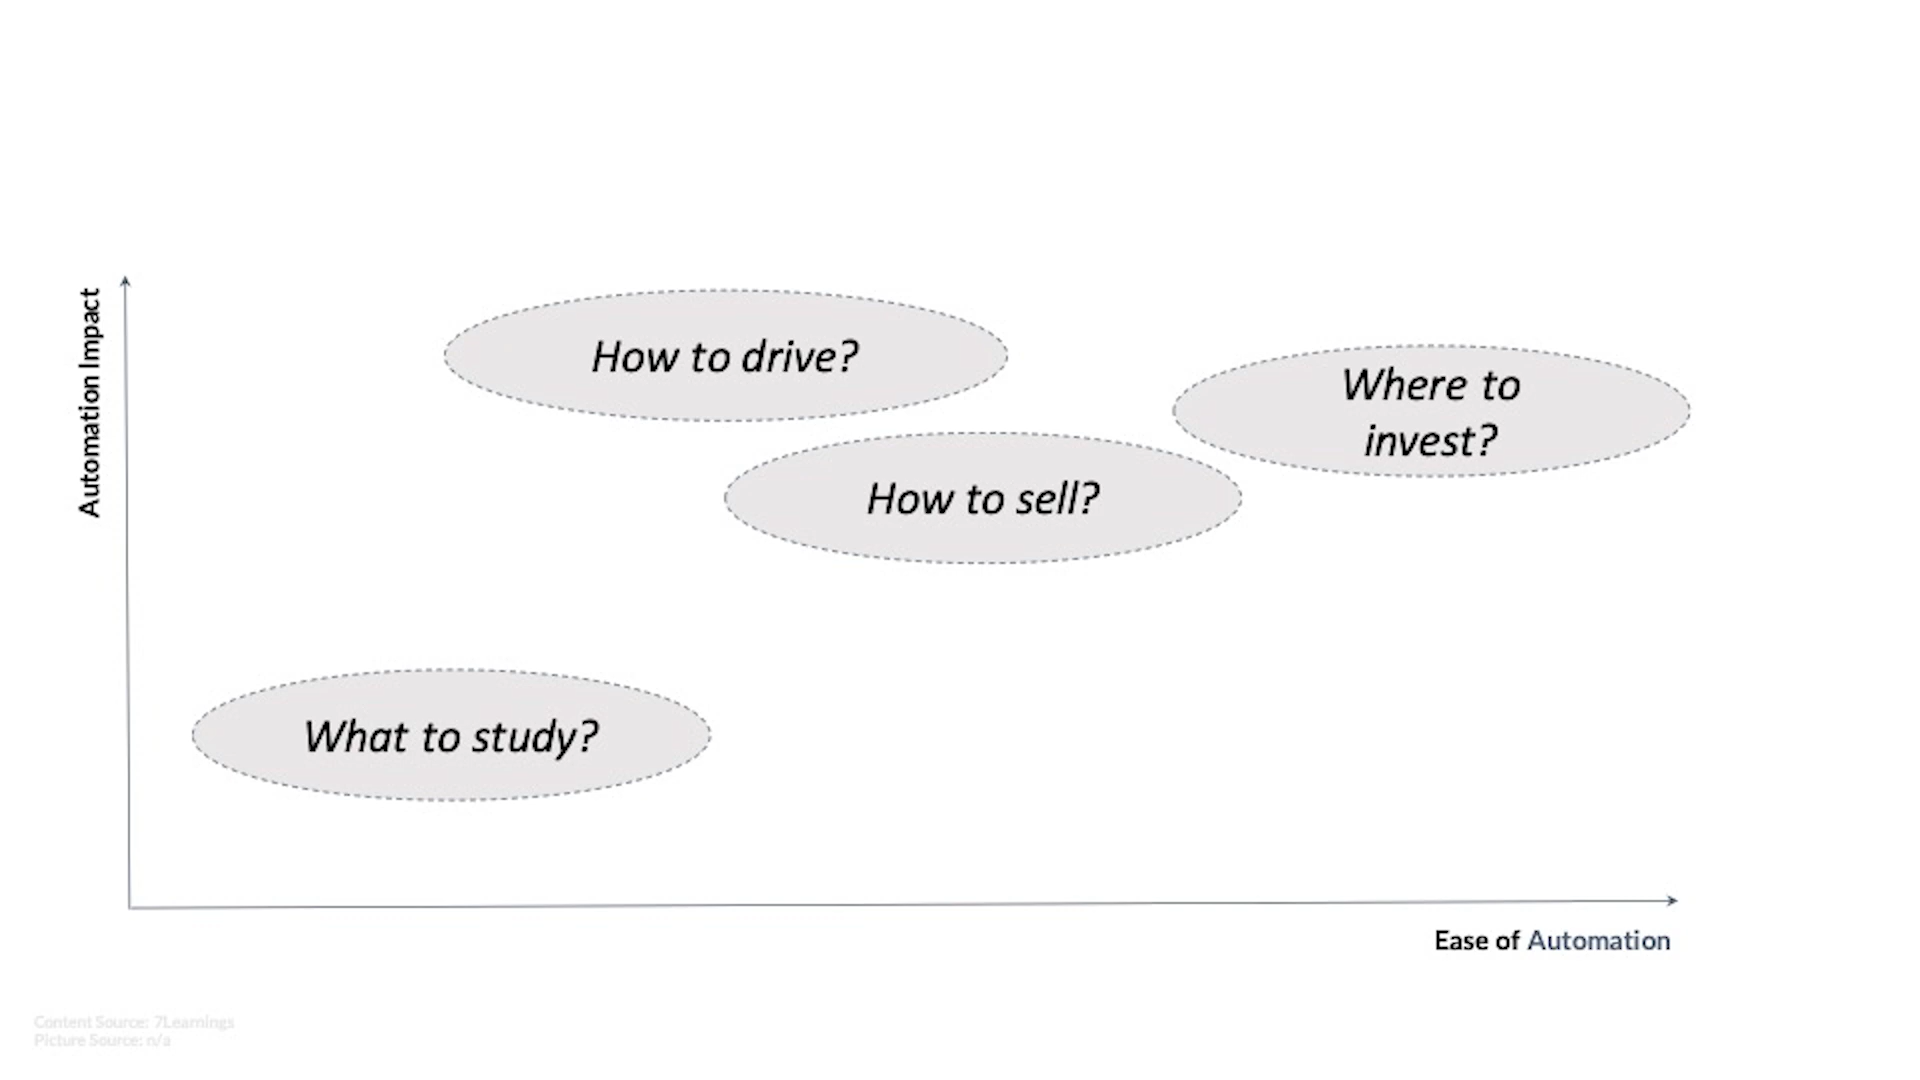 Automation Impact
How to drive?
Where to
invest?
How to sell?
What to study?
Ease of Automation
Content Source: 7Learnings
Picture Source: n/a